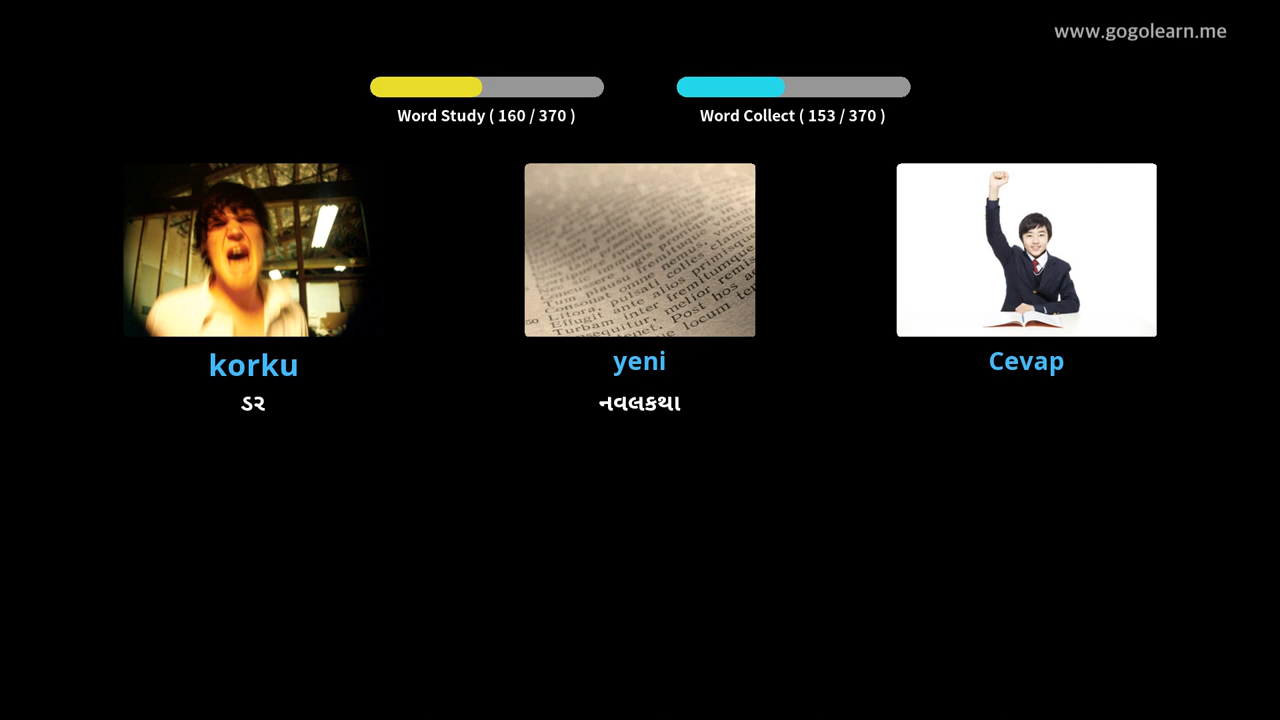 www.gogolearn.me
Word Study ( 160 / 370 )
Word Collect ( 153 / 370 )
korku
yeni
Cevap
ડર
નવલકથા